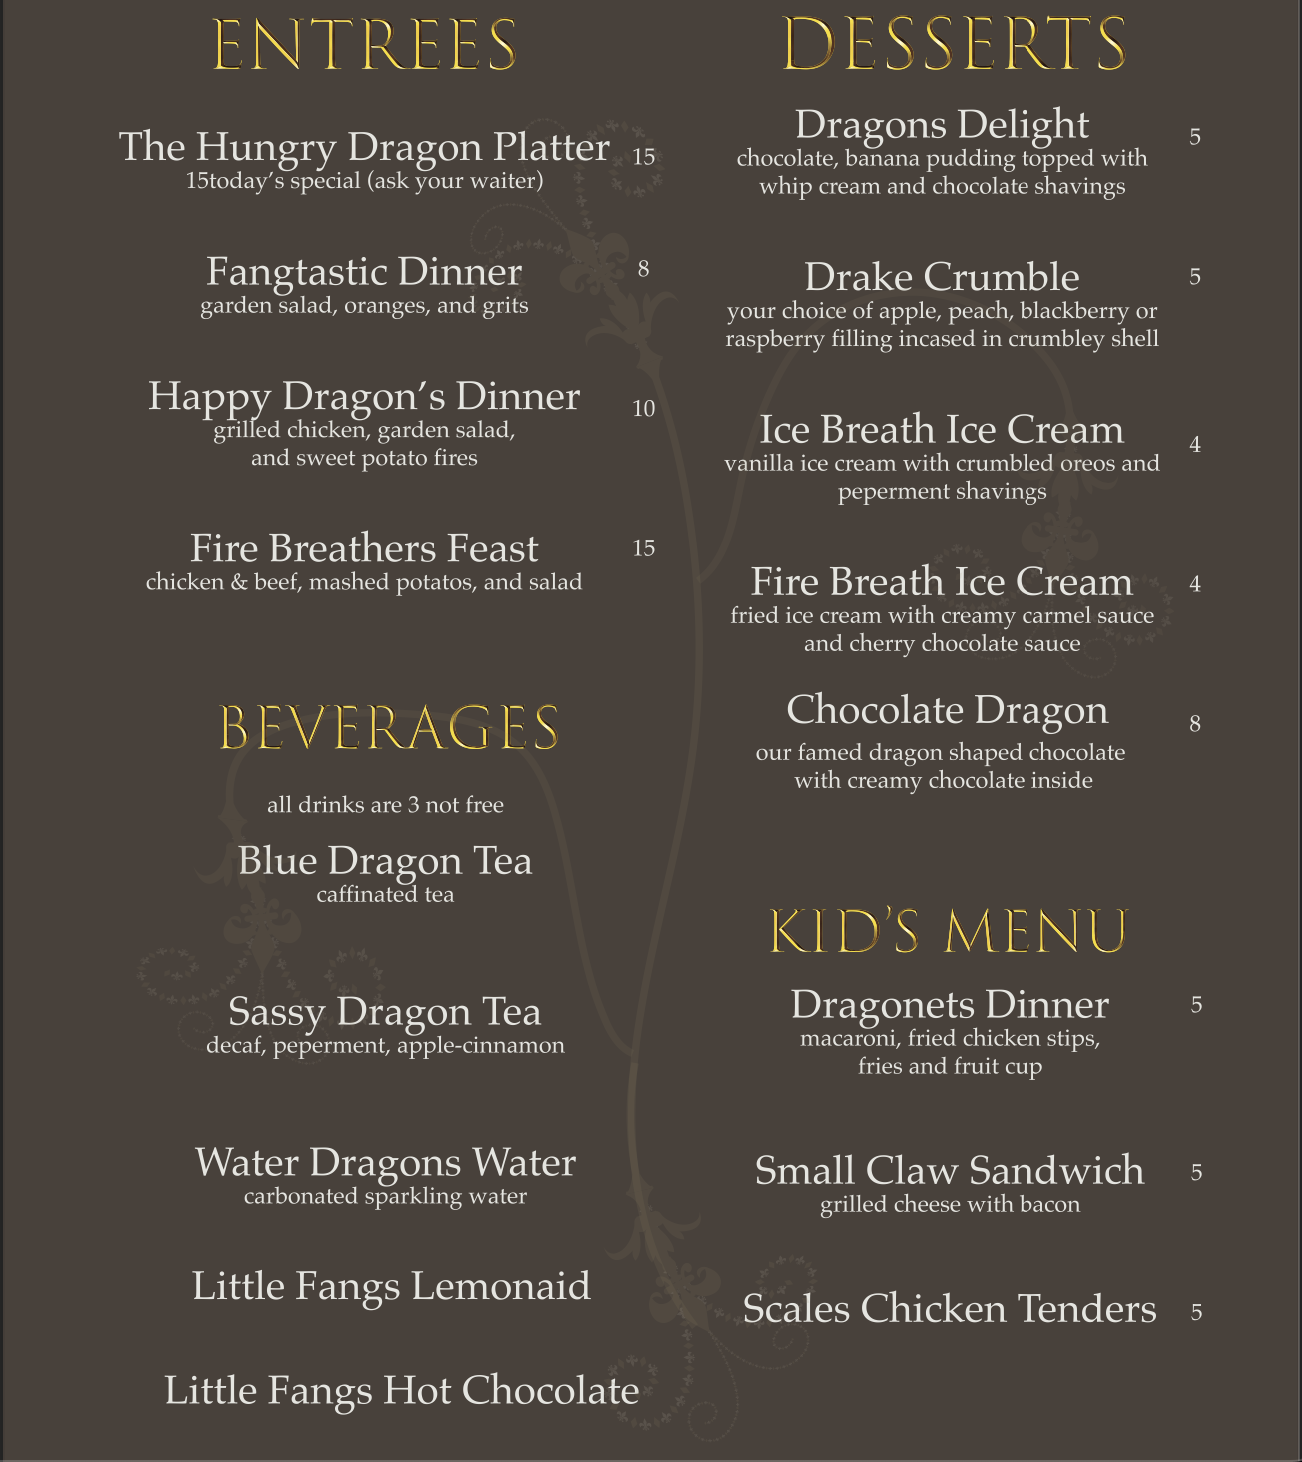 ENTREES
The Hungry Dragon Platter 15
15today's special (ask your waiter)
Fangtastic Dinner 8
garden salad, oranges, and grits
Happy Dragon's Dinner 10
grilled chicken, garden salad,
and sweet potato fires
Fire Breathers Feast 15
chicken & beef, mashed potatos, and salad
BEVERAGES
all drinks are 3 not free
Blue Dragon Tea
caffinated tea
Sassy Dragon Tea
decaf, peperment, apple-cinnamon
Water Dragons Water
carbonated sparkling water
Little Fangs Lemonaid
Little Fangs Hot Chocolate
DESSERTS
Dragons Delight 5
chocolate, banana pudding topped with
whip cream and chocolate shavings
Drake Crumble 5
your choice of apple, peach, blackberry or
raspberry filling incased in crumbley shell
Ice Breath Ice Cream 4
vanilla ice cream with crumbled oreos and
peperment shavings
Fire Breath Ice Cream 4
fried ice cream with creamy carmel sauce
and cherry chocolate sauce
Chocolate Dragon 8
our famed dragon shaped chocolate
with creamy chocolate inside
KID'S MENU
Dragonets Dinner 5
macaroni, fried chicken stips,
fries and fruit cup
Small Claw Sandwich 5
grilled cheese with bacon
Scales Chicken Tenders 5